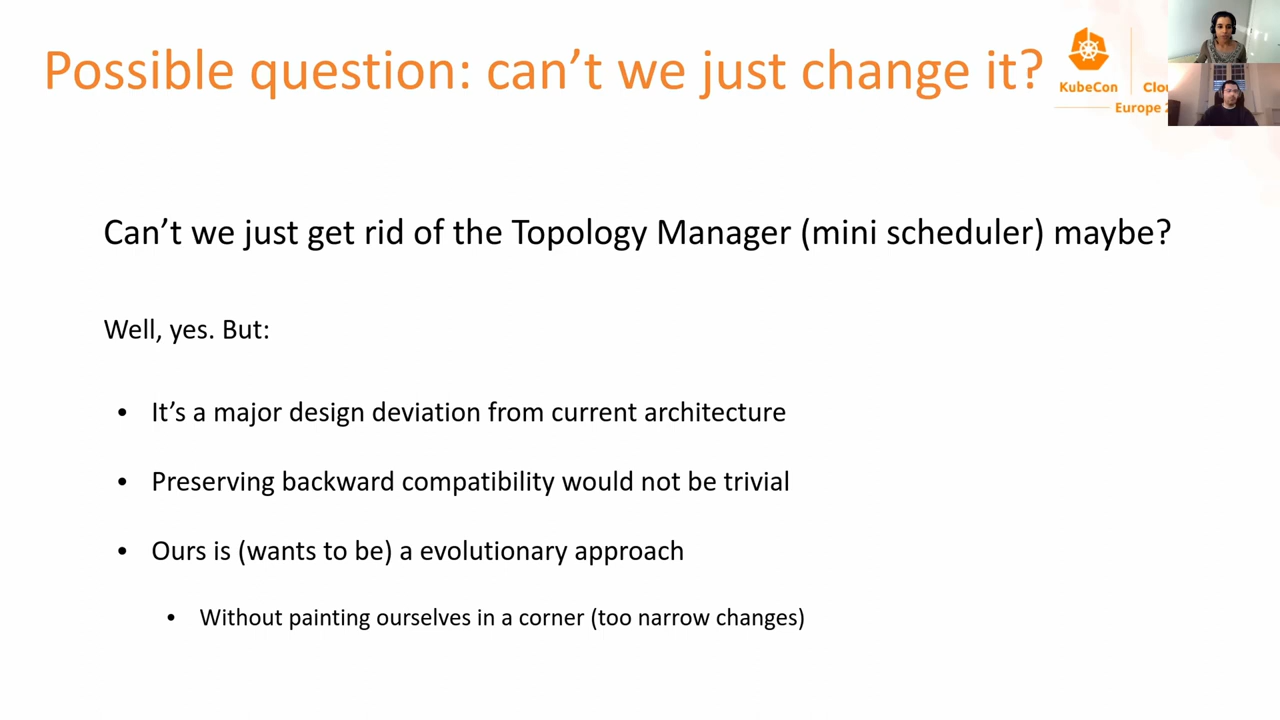 Possible question: can't we just change it?
KubeCon
Europe
Can't we just get rid of the Topology Manager (mini scheduler) maybe?
Well, yes. But:
• It's a major design deviation from current architecture
• Preserving backward compatibility would not be trivial
• Ours is (wants to be) a evolutionary approach
• Without painting ourselves in a corner (too narrow changes)